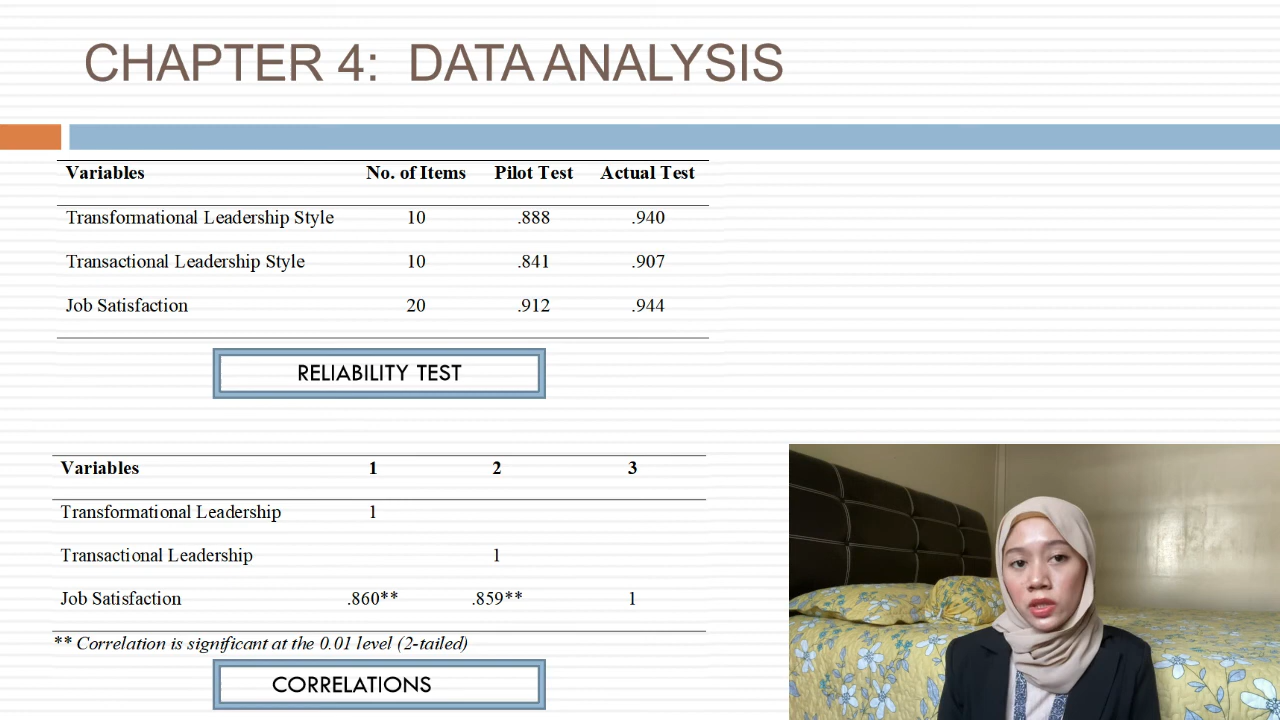 CHAPTER 4: DATA ANALYSIS
Variables No. of Items Pilot Test Actual Test
Transformational Leadership Style 10 .888 .940
Transactional Leadership Style 10 .841 .907
Job Satisfaction 20 .912 .944
RELIABILITY TEST
Variables 1 2 3
Transformational Leadership 1
Transactional Leadership 1
Job Satisfaction .860** .859** 1
** Correlation is significant at the 0.01 level (2-tailed)
CORRELATIONS